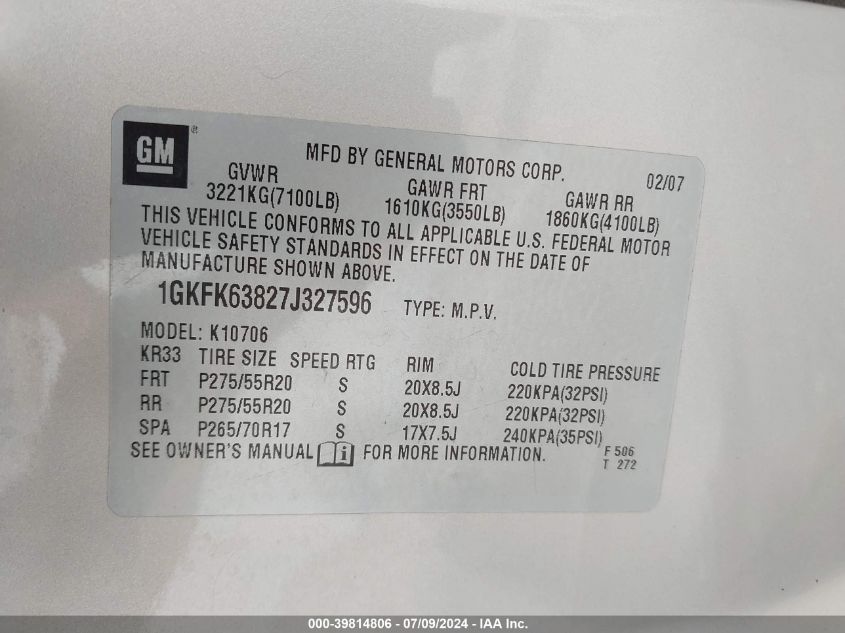 GM ®
MFD BY GENERAL MOTORS CORP. 02/07
GVWR GAWR FRT GAWR RR
3221KG(7100LB) 1610KG(3550LB) 1860KG(4100LB)
THIS VEHICLE CONFORMS TO ALL APPLICABLE U.S. FEDERAL MOTOR
VEHICLE SAFETY STANDARDS IN EFFECT ON THE DATE OF
MANUFACTURE SHOWN ABOVE.
1GKFK63827J327596 TYPE: M.P.V.
MODEL: K10706
KR33 TIRE SIZE SPEED RTG RIM COLD TIRE PRESSURE
FRT P275/55R20 S 20X8.5J 220KPA(32PSI)
RR P275/55R20 S 20X8.5J 220KPA(32PSI)
SPA P265/70R17 S 17X7.5J 240KPA(35PSI)
SEE OWNER'S MANUAL i FOR MORE INFORMATION.
F 506
T 272
000-39814806 / 07/09/2024 - IAA Inc.